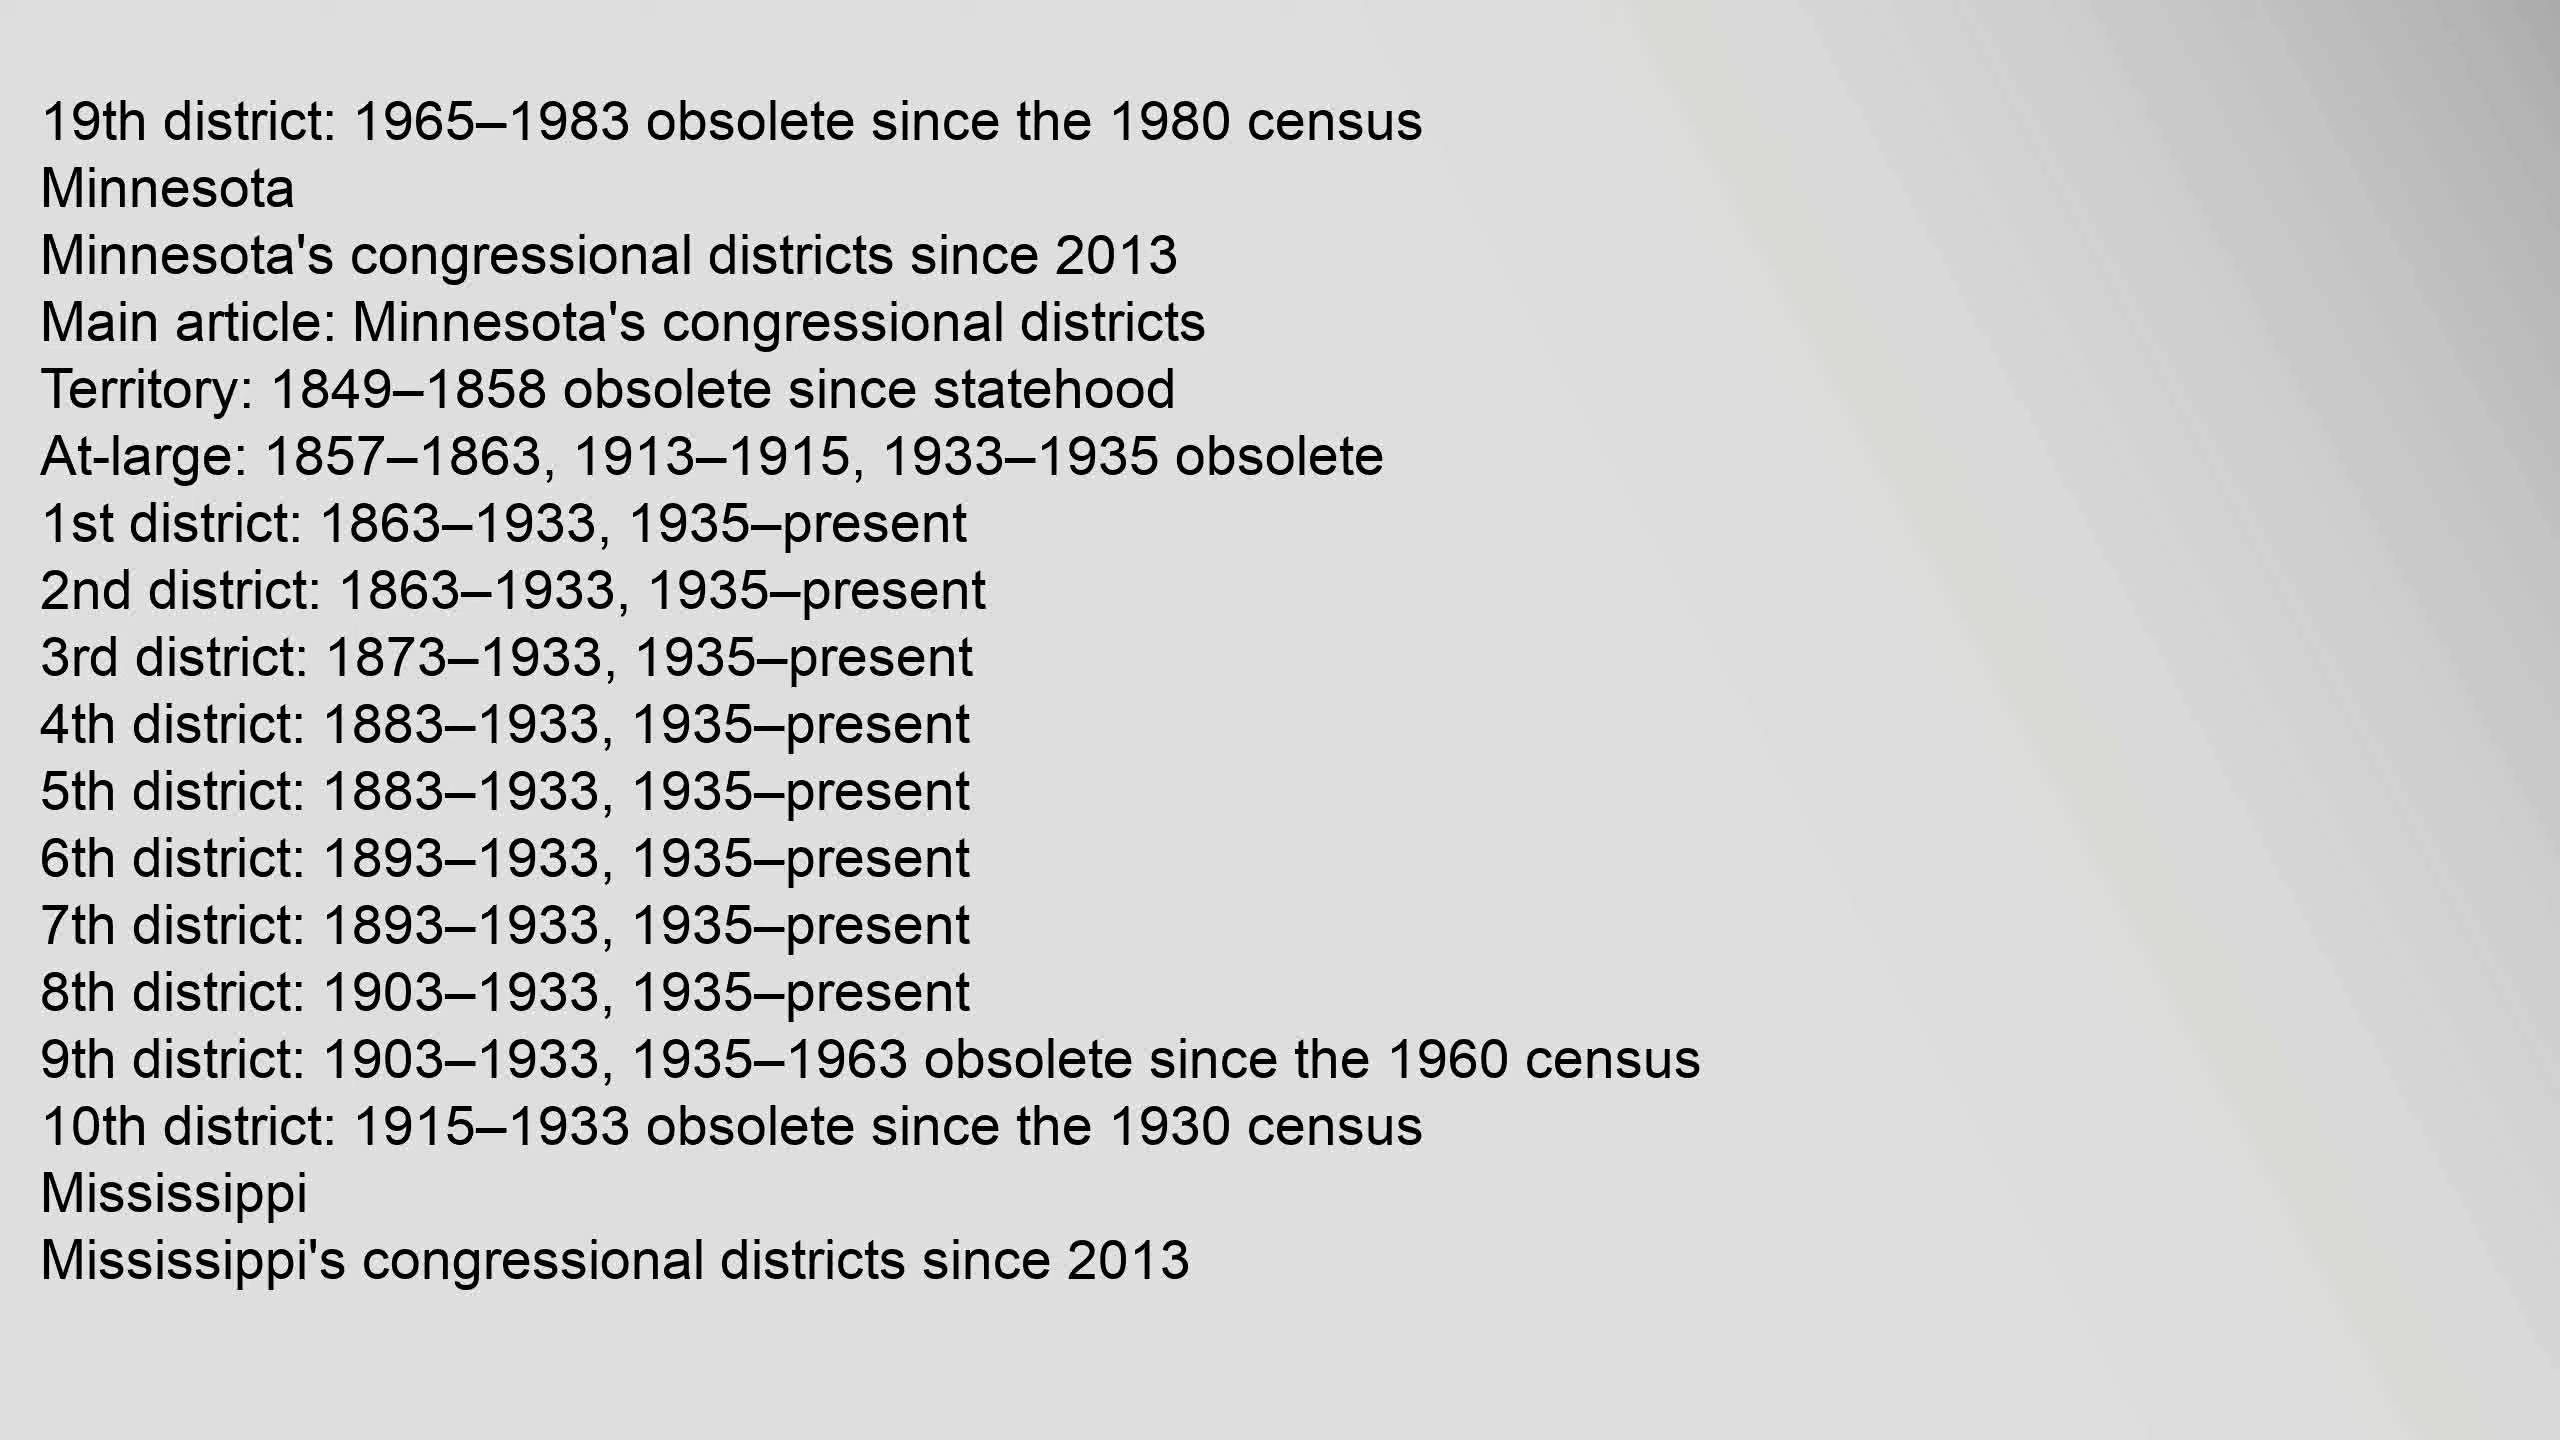 19th district: 1965–1983 obsolete since the 1980 census
Minnesota
Minnesota's congressional districts since 2013
Main article: Minnesota's congressional districts
Territory: 1849–1858 obsolete since statehood
At-large: 1857–1863, 1913–1915, 1933–1935 obsolete
1st district: 1863–1933, 1935–present
2nd district: 1863–1933, 1935–present
3rd district: 1873–1933, 1935–present
4th district: 1883–1933, 1935–present
5th district: 1883–1933, 1935–present
6th district: 1893–1933, 1935–present
7th district: 1893–1933, 1935–present
8th district: 1903–1933, 1935–present
9th district: 1903–1933, 1935–1963 obsolete since the 1960 census
10th district: 1915–1933 obsolete since the 1930 census
Mississippi
Mississippi's congressional districts since 2013